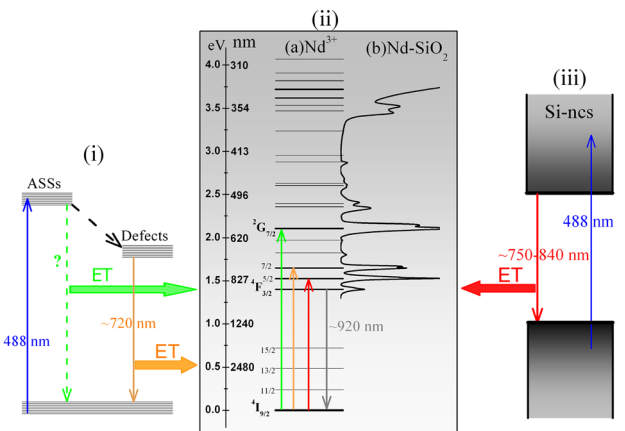 (ii)
eV nm (a)Nd³⁺ (b)Nd-SiO₂
4.0 310
3.5 354
3.0 413
2.5 496
2.0 620
1.5 827
1.0 1240
0.5 2480
0.0
²G₇/₂
7/2
5/2
⁴F₃/₂
~920 nm
15/2
13/2
11/2
⁴I₉/₂
(i)
ASSs
Defects
?
ET
~720 nm
488 nm
ET
(iii)
Si-ncs
488 nm
~750-840 nm
ET